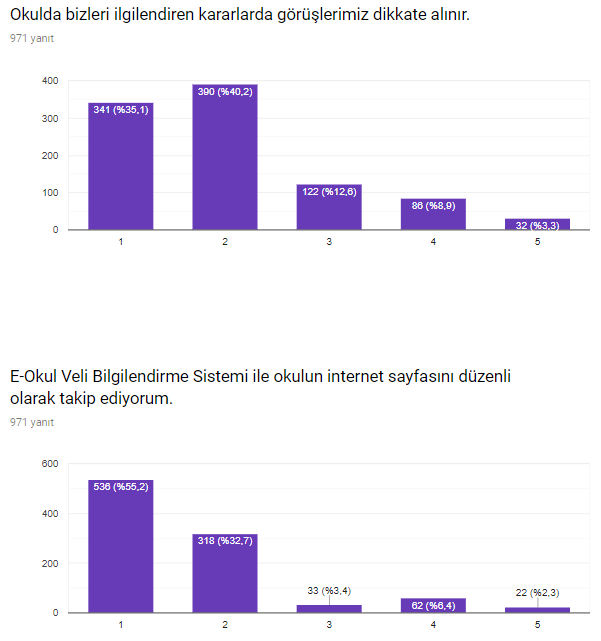 Okulda bizleri ilgilendiren kararlarda görüşlerimiz dikkate alınır.
971 yanıt
400
300
200
100
0
341 (%35,1)
390 (%40,2)
122 (%12,6)
86 (%8,9)
32 (%3,3)
1 2 3 4 5
E-Okul Veli Bilgilendirme Sistemi ile okulun internet sayfasını düzenli
olarak takip ediyorum.
971 yanıt
600
400
200
0
536 (%55,2)
318 (%32,7)
33 (%3,4)
62 (%6,4)
22 (%2,3)
1 2 3 4 5